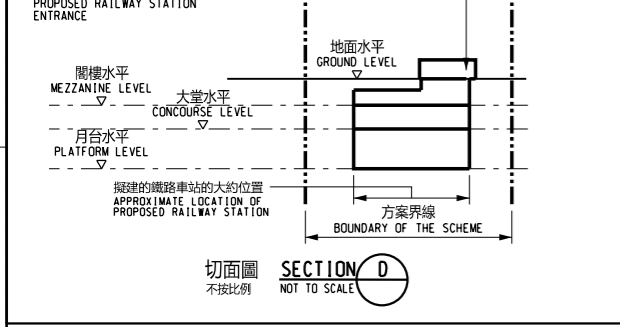 PROPOSED RAILWAY STATION
ENTRANCE
地面水平
GROUND LEVEL
閣樓水平
MEZZANINE LEVEL
大堂水平
CONCOURSE LEVEL
月台水平
PLATFORM LEVEL
擬建的鐵路車站的大約位置
APPROXIMATE LOCATION OF
PROPOSED RAILWAY STATION
方案界線
BOUNDARY OF THE SCHEME
切面圖 SECTION D
不按比例 NOT TO SCALE